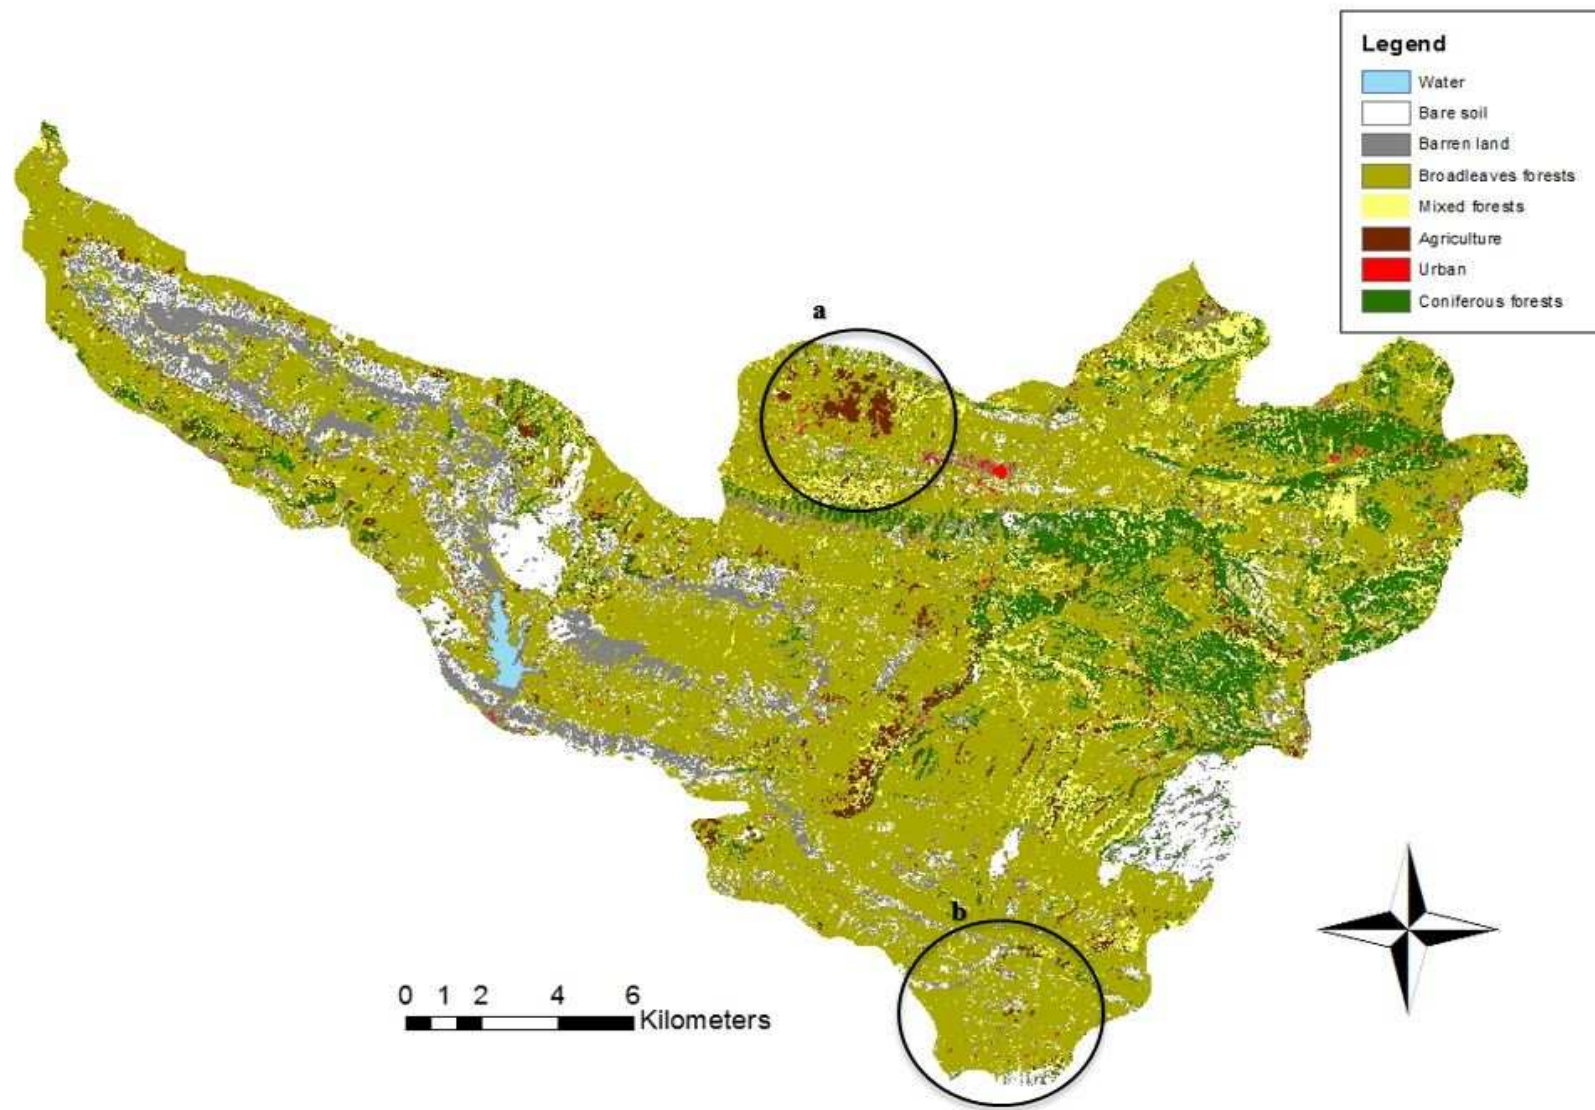 Legend
Water
Bare soil
Barren land
Broadleaves forests
Mixed forests
Agriculture
Urban
Coniferous forests
a
b
0 1 2 4 6
Kilometers